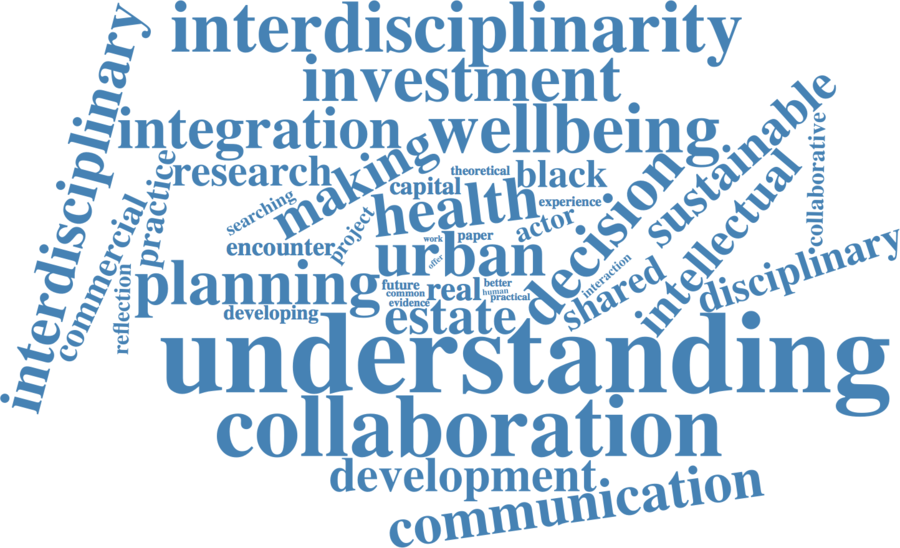 interdisciplinarity
interdisciplinary
investment
integration
wellbeing
sustainable
collaborative
making
research
practice
theoretical
black
capital
health
experience
decision
intellectual
searching
commercial
project
actor
encounter
work
paper
urban
offer
interaction
shared
disciplinary
planning
future
real
better
common
human
practical
evidence
reflection
developing
estate
understanding
collaboration
development
communication